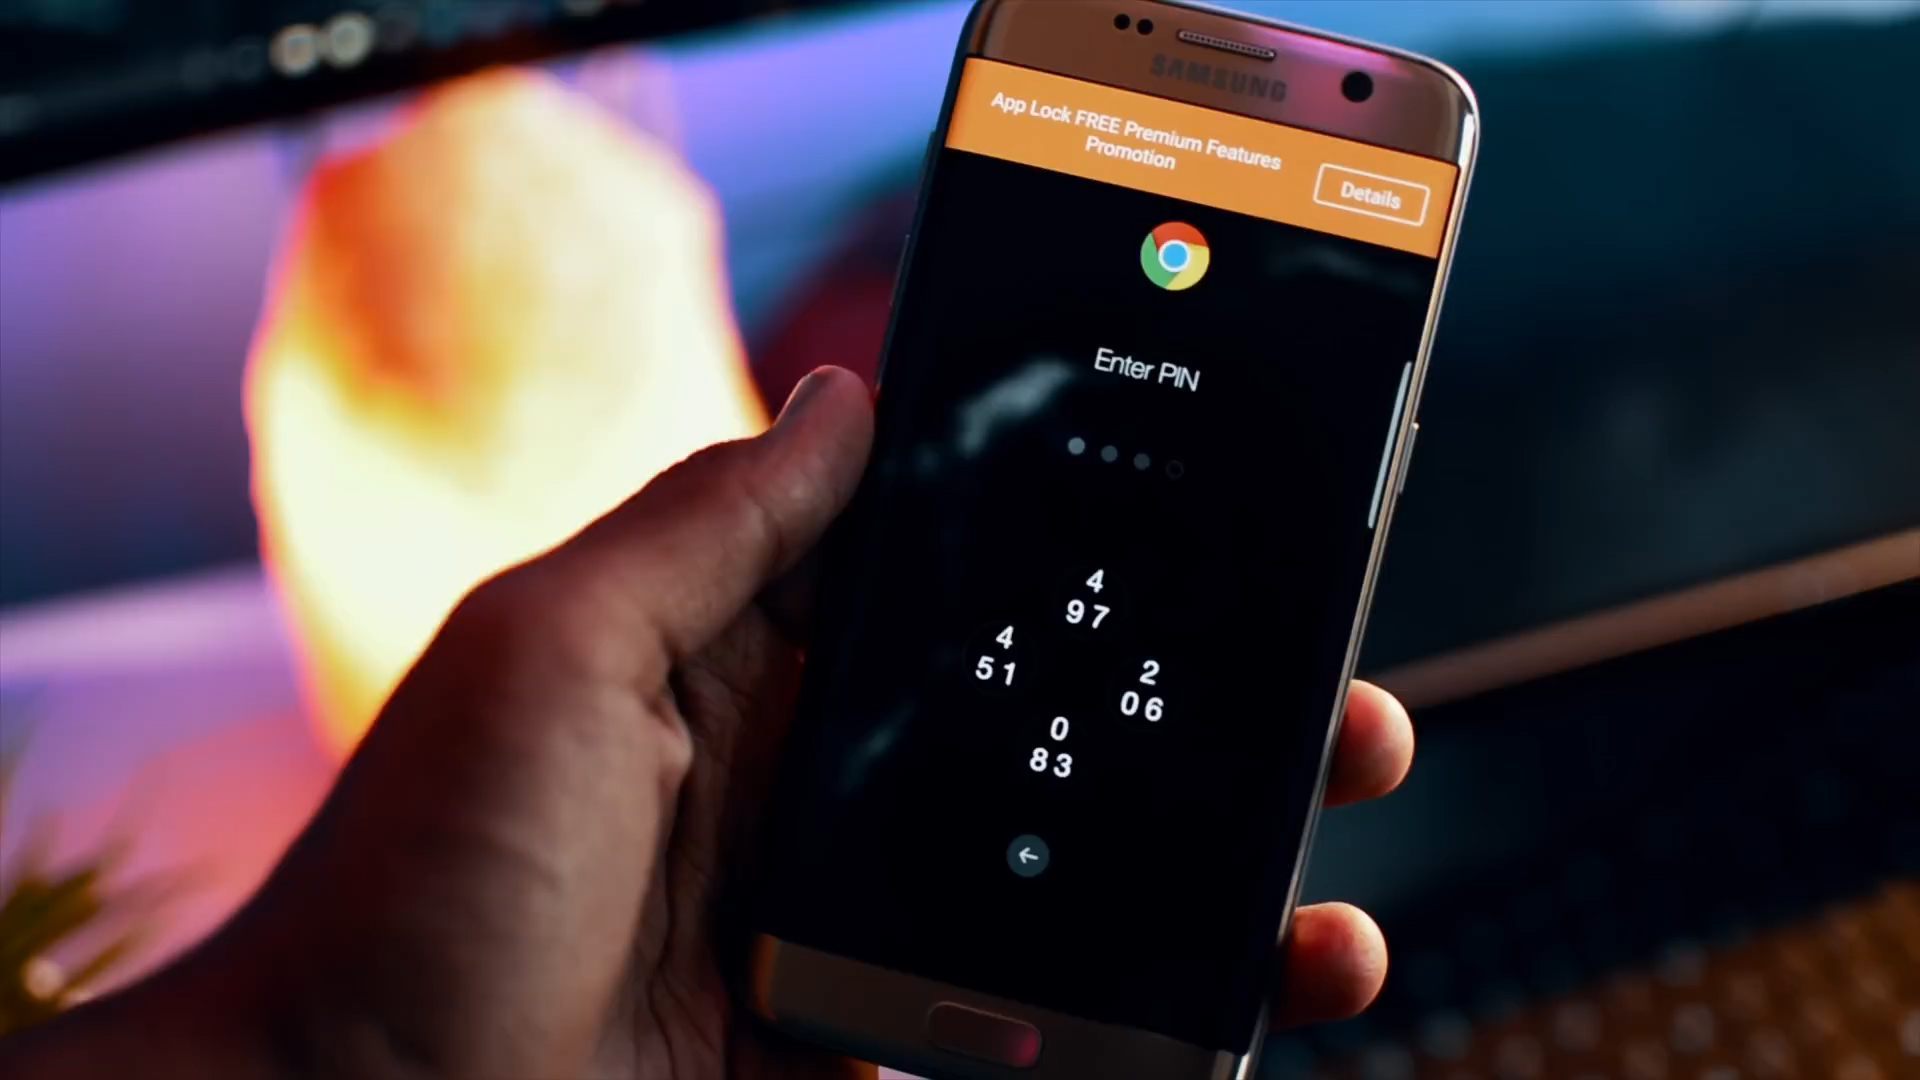 SAMSUNG
App Lock FREE Premium Features
Promotion
Details
Enter PIN
4
9 7
4
5 1
2
0 6
0
8 3